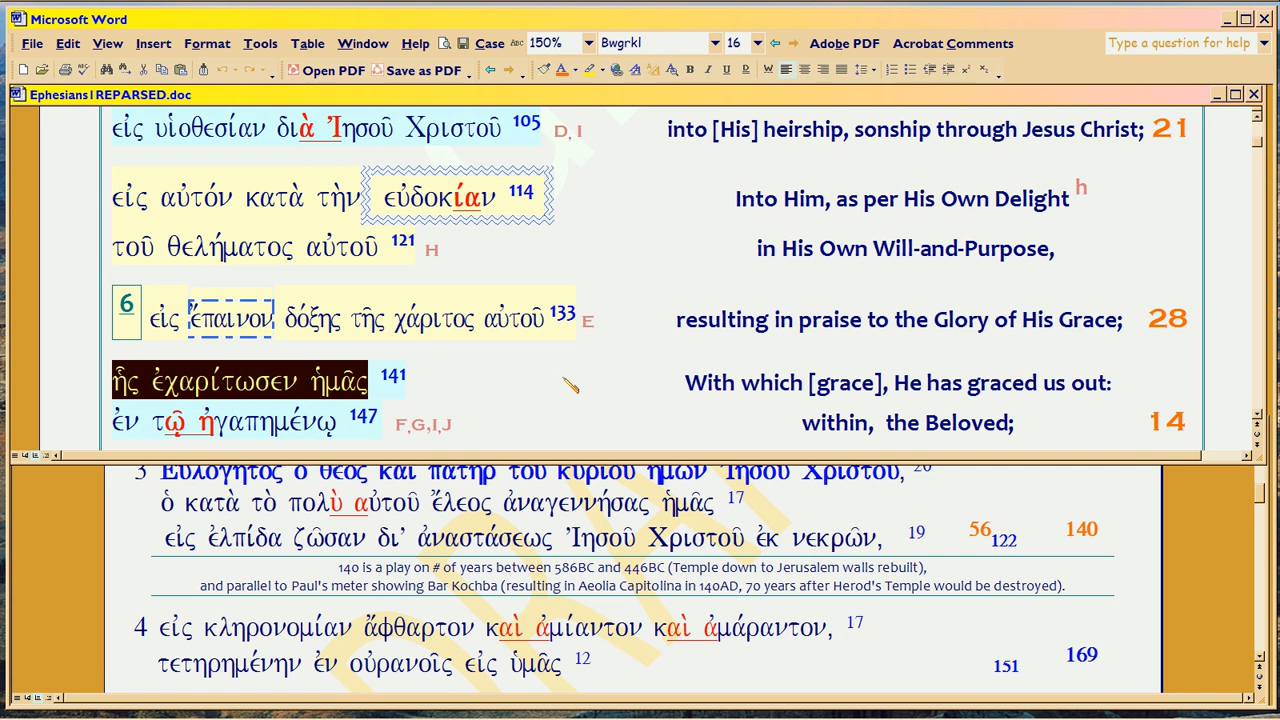 Microsoft Word
File Edit View Insert Format Tools Table Window Help Case ABC 150% Bwgrkl 16 Adobe PDF Acrobat Comments Type a question for help
Open PDF Save as PDF B I U D W
Ephesians1REPARSED.doc
εἰς υἱοθεσίαν διὰ Ἰησοῦ Χριστοῦ 105 D, I into [His] heirship, sonship through Jesus Christ; 21
εἰς αὐτόν κατὰ τὴν εὐδοκίαν 114 Into Him, as per His Own Delight h
τοῦ θελήματος αὐτοῦ 121 H in His Own Will-and-Purpose,
6 εἰς ἔπαινον δόξης τῆς χάριτος αὐτοῦ 133 E resulting in praise to the Glory of His Grace; 28
ἧς ἐχαρίτωσεν ἡμᾶς 141 With which [grace], He has graced us out:
ἐν τῷ ἠγαπημένῳ 147 F,G,I,J within, the Beloved; 14
3 Εὐλογητὸς ὁ θεὸς καὶ πατὴρ τοῦ κυρίου ἡμῶν Ἰησοῦ Χριστοῦ, 20
ὁ κατὰ τὸ πολὺ αὐτοῦ ἔλεος ἀναγεννήσας ἡμᾶς 17
εἰς ἐλπίδα ζῶσαν δι’ ἀναστάσεως Ἰησοῦ Χριστοῦ ἐκ νεκρῶν, 19 56 122 140
140 is a play on # of years between 586BC and 446BC (Temple down to Jerusalem walls rebuilt),
and parallel to Paul's meter showing Bar Kochba (resulting in Aeolia Capitolina in 140AD, 70 years after Herod's Temple would be destroyed).
4 εἰς κληρονομίαν ἄφθαρτον καὶ ἀμίαντον καὶ ἀμάραντον, 17
τετηρημένην ἐν οὐρανοῖς εἰς ὑμᾶς 12 151 169